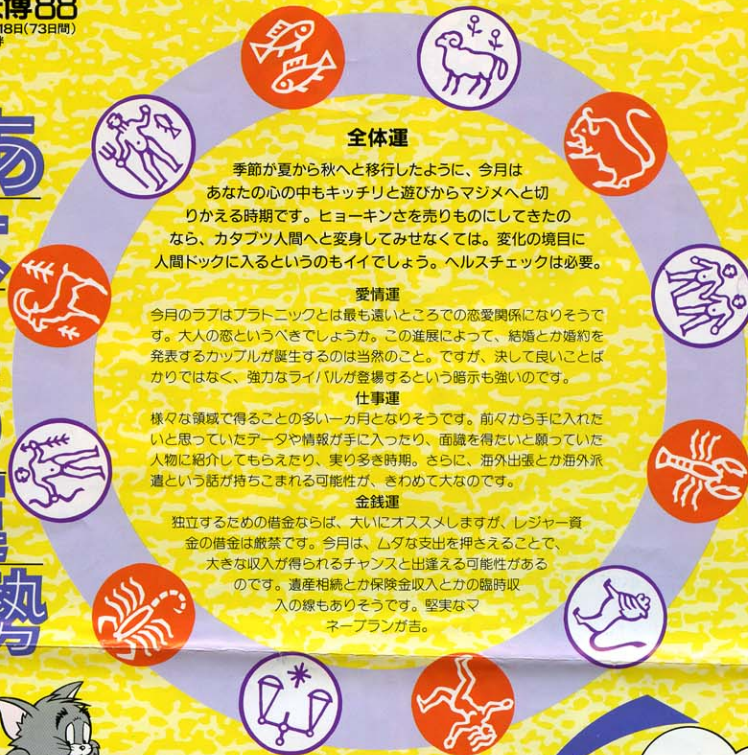 博88
18日(73日間)
全体運
季節が夏から秋へと移行したように、今月は
あなたの心の中もキッチリと遊びからマジメへと切
りかえる時期です。ヒョーキンさを売りものにしてきたの
なら、カタブツ人間へと変身してみせなくては。変化の境目に
人間ドックに入るというのもイイでしょう。ヘルスチェックは必要。
愛情運
今月のラブはプラトニックとは最も遠いところでの恋愛関係になりそうで
す。大人の恋というべきでしょうか。この進展によって、結婚とか婚約を
発表するカップルが誕生するのは当然のこと。ですが、決して良いことば
かりではなく、強力なライバルが登場するという暗示も強いのです。
仕事運
様々な領域で得ることの多い一ヵ月となりそうです。前々から手に入れた
いと思っていたデータや情報が手に入ったり、面識を得たいと願っていた
人物に紹介してもらえたり、実り多き時期。さらに、海外出張とか海外派
遣という話が持ちこまれる可能性が、きわめて大なのです。
金銭運
独立するための借金ならば、大いにオススメしますが、レジャー資
金の借金は厳禁です。今月は、ムダな支出を押さえることで、
大きな収入が得られるチャンスと出逢える可能性がある
のです。遺産相続とか保険金収入とかの臨時収
入の線もありそうです。堅実なマ
ネープランが吉。